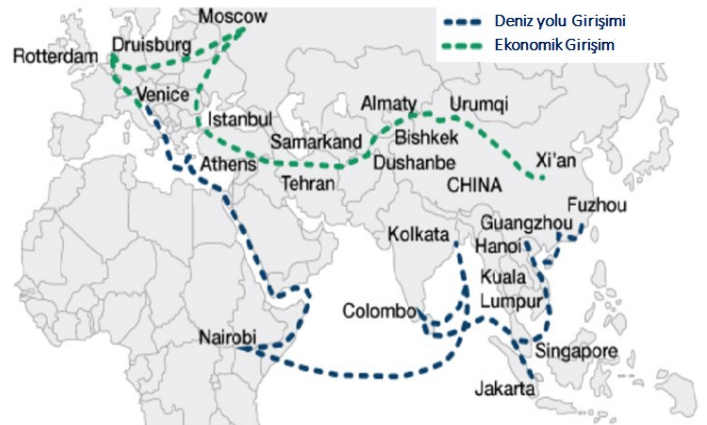 Moscow
Deniz yolu Girişimi
Ekonomik Girişim
Rotterdam
Druisburg
Venice
Istanbul
Almaty
Urumqi
Samarkand
Bishkek
Athens
Dushanbe
Xi'an
Tehran
CHINA
Fuzhou
Guangzhou
Kolkata
Hanoi
Kuala
Lumpur
Colombo
Nairobi
Singapore
Jakarta